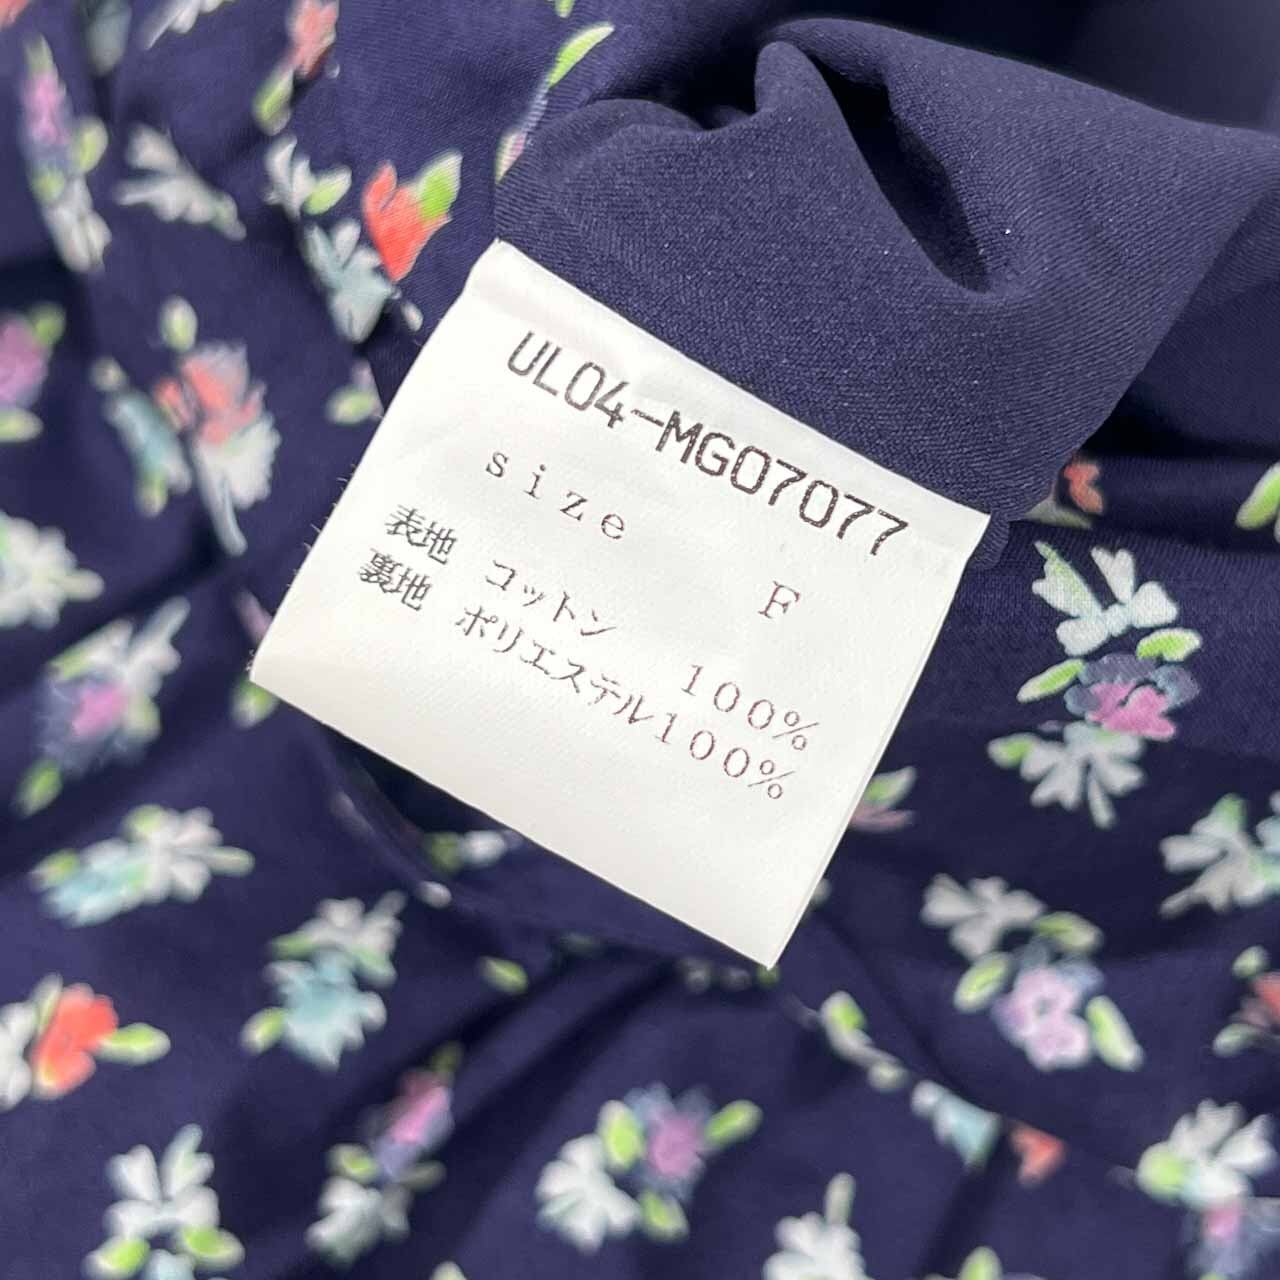 UL04-MG07077
size F
表地 コットン 100%
裏地 ポリエステル100%